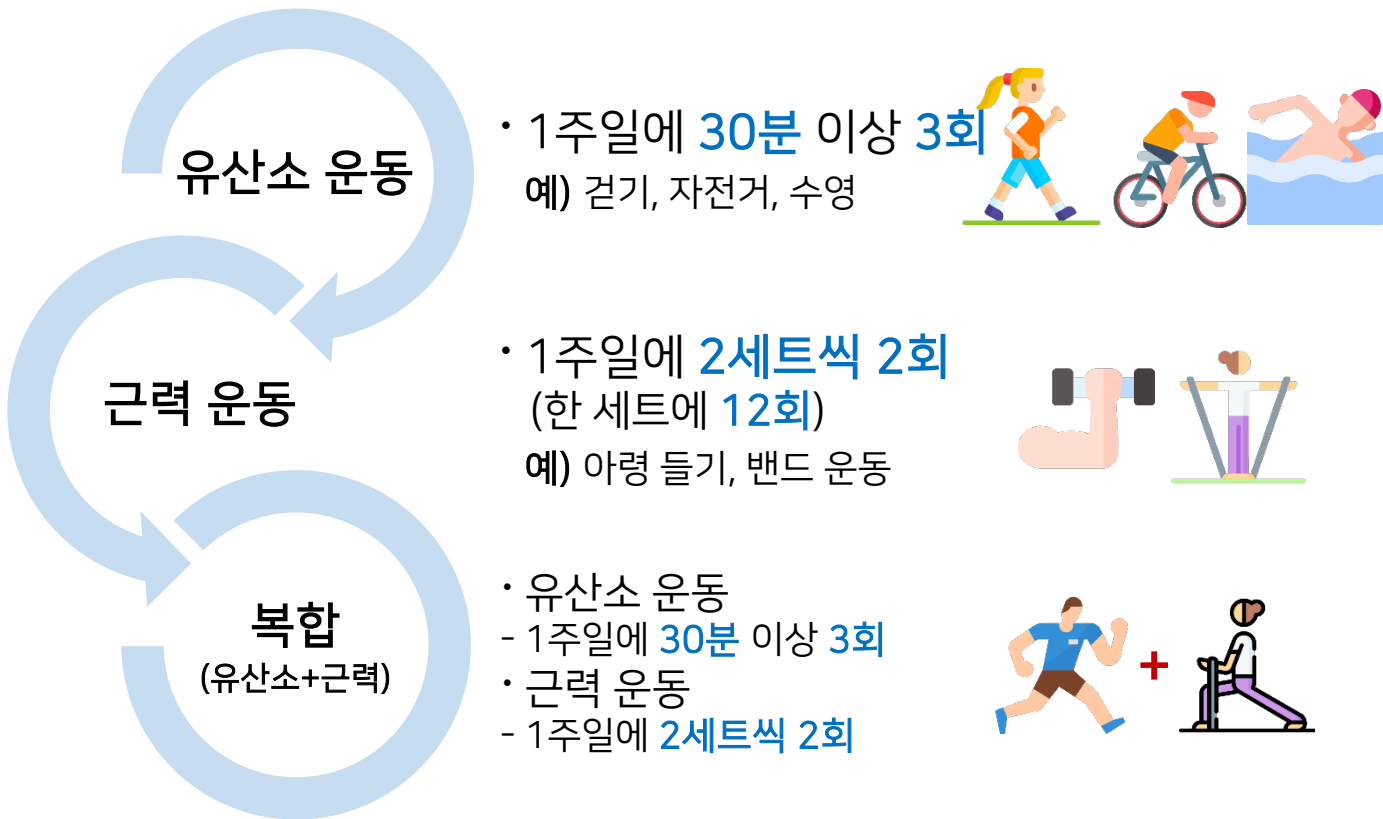 유산소 운동
· 1주일에 30분 이상 3회
예) 걷기, 자전거, 수영
근력 운동
· 1주일에 2세트씩 2회
(한 세트에 12회)
예) 아령 들기, 밴드 운동
복합
(유산소+근력)
· 유산소 운동
- 1주일에 30분 이상 3회
· 근력 운동
- 1주일에 2세트씩 2회
+